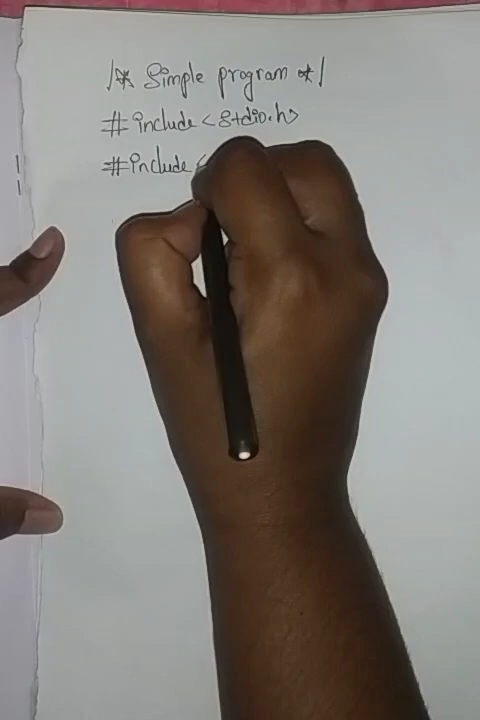 /* Simple program */
#include <stdio.h>
#include <